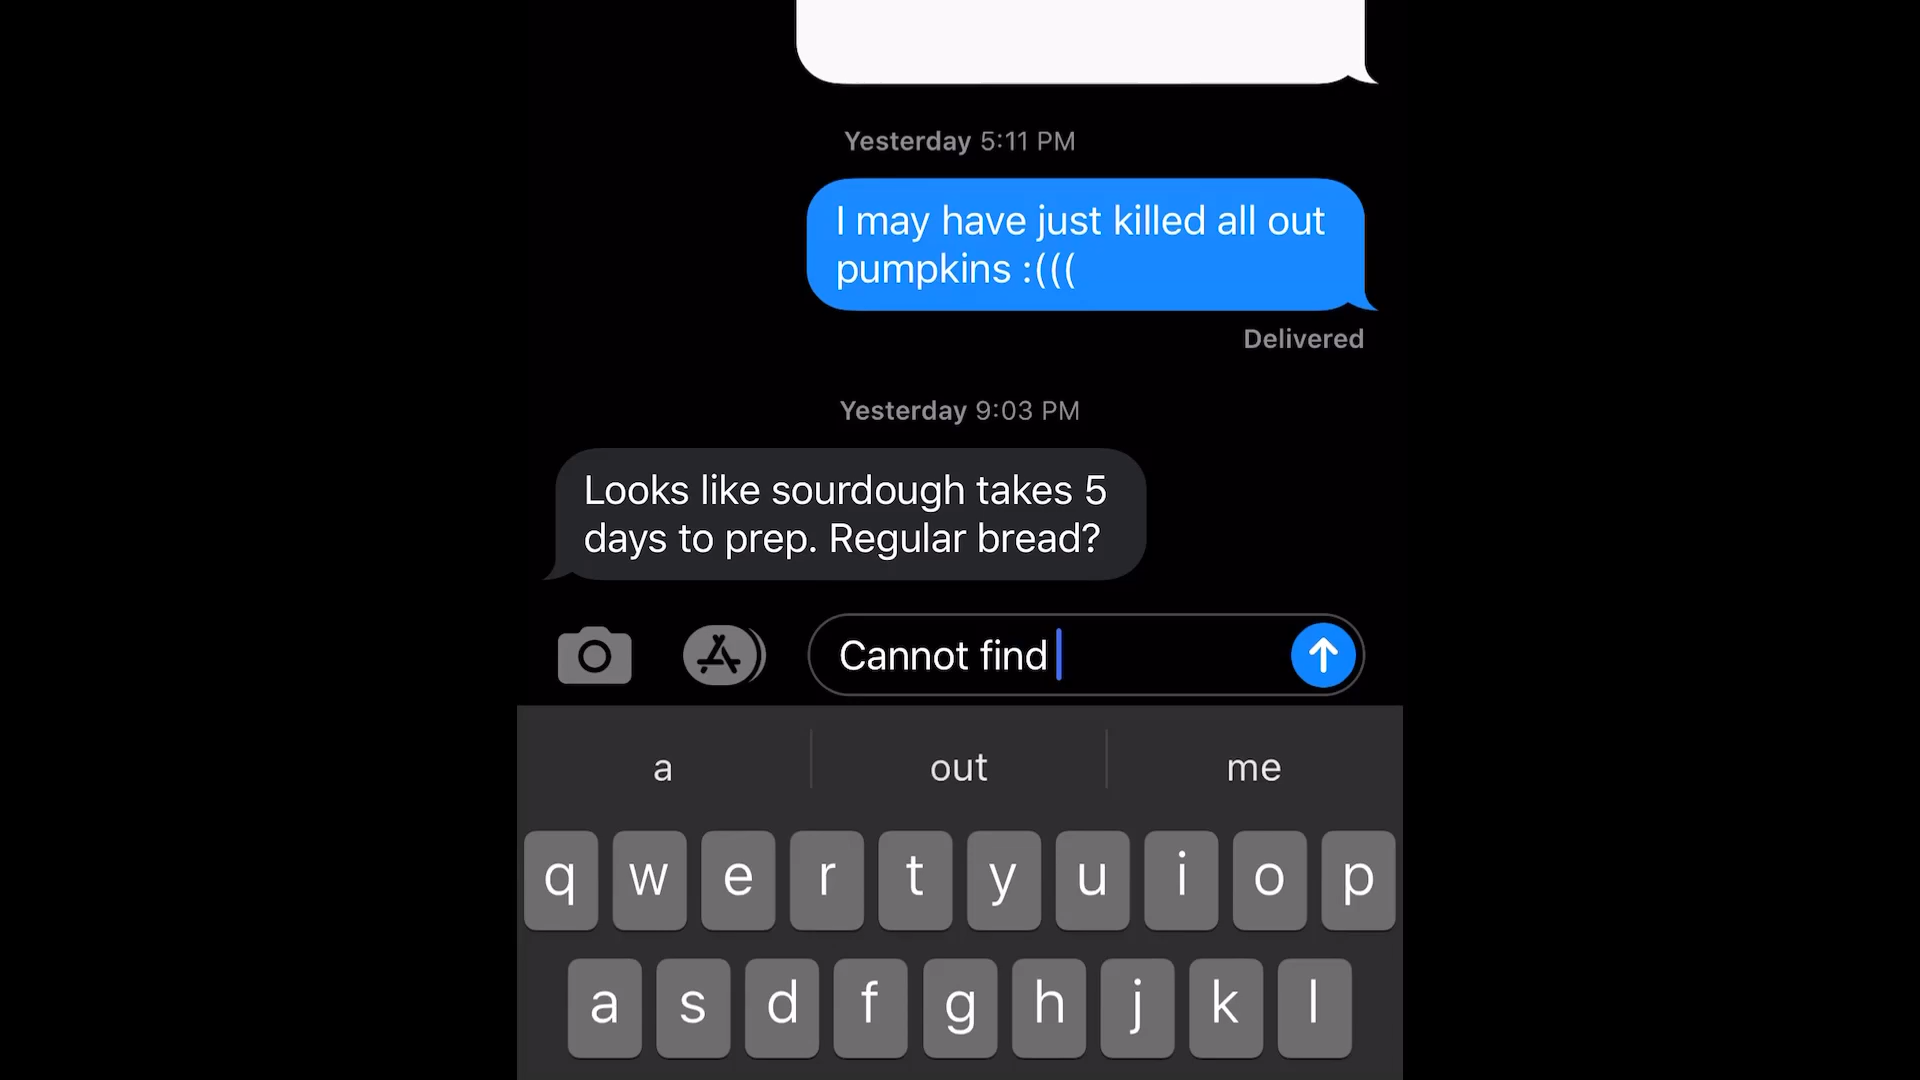 Yesterday 5:11 PM
I may have just killed all out
pumpkins :(((
Delivered
Yesterday 9:03 PM
Looks like sourdough takes 5
days to prep. Regular bread?
Cannot find
a out me
q w e r t y u i o p
a s d f g h j k l